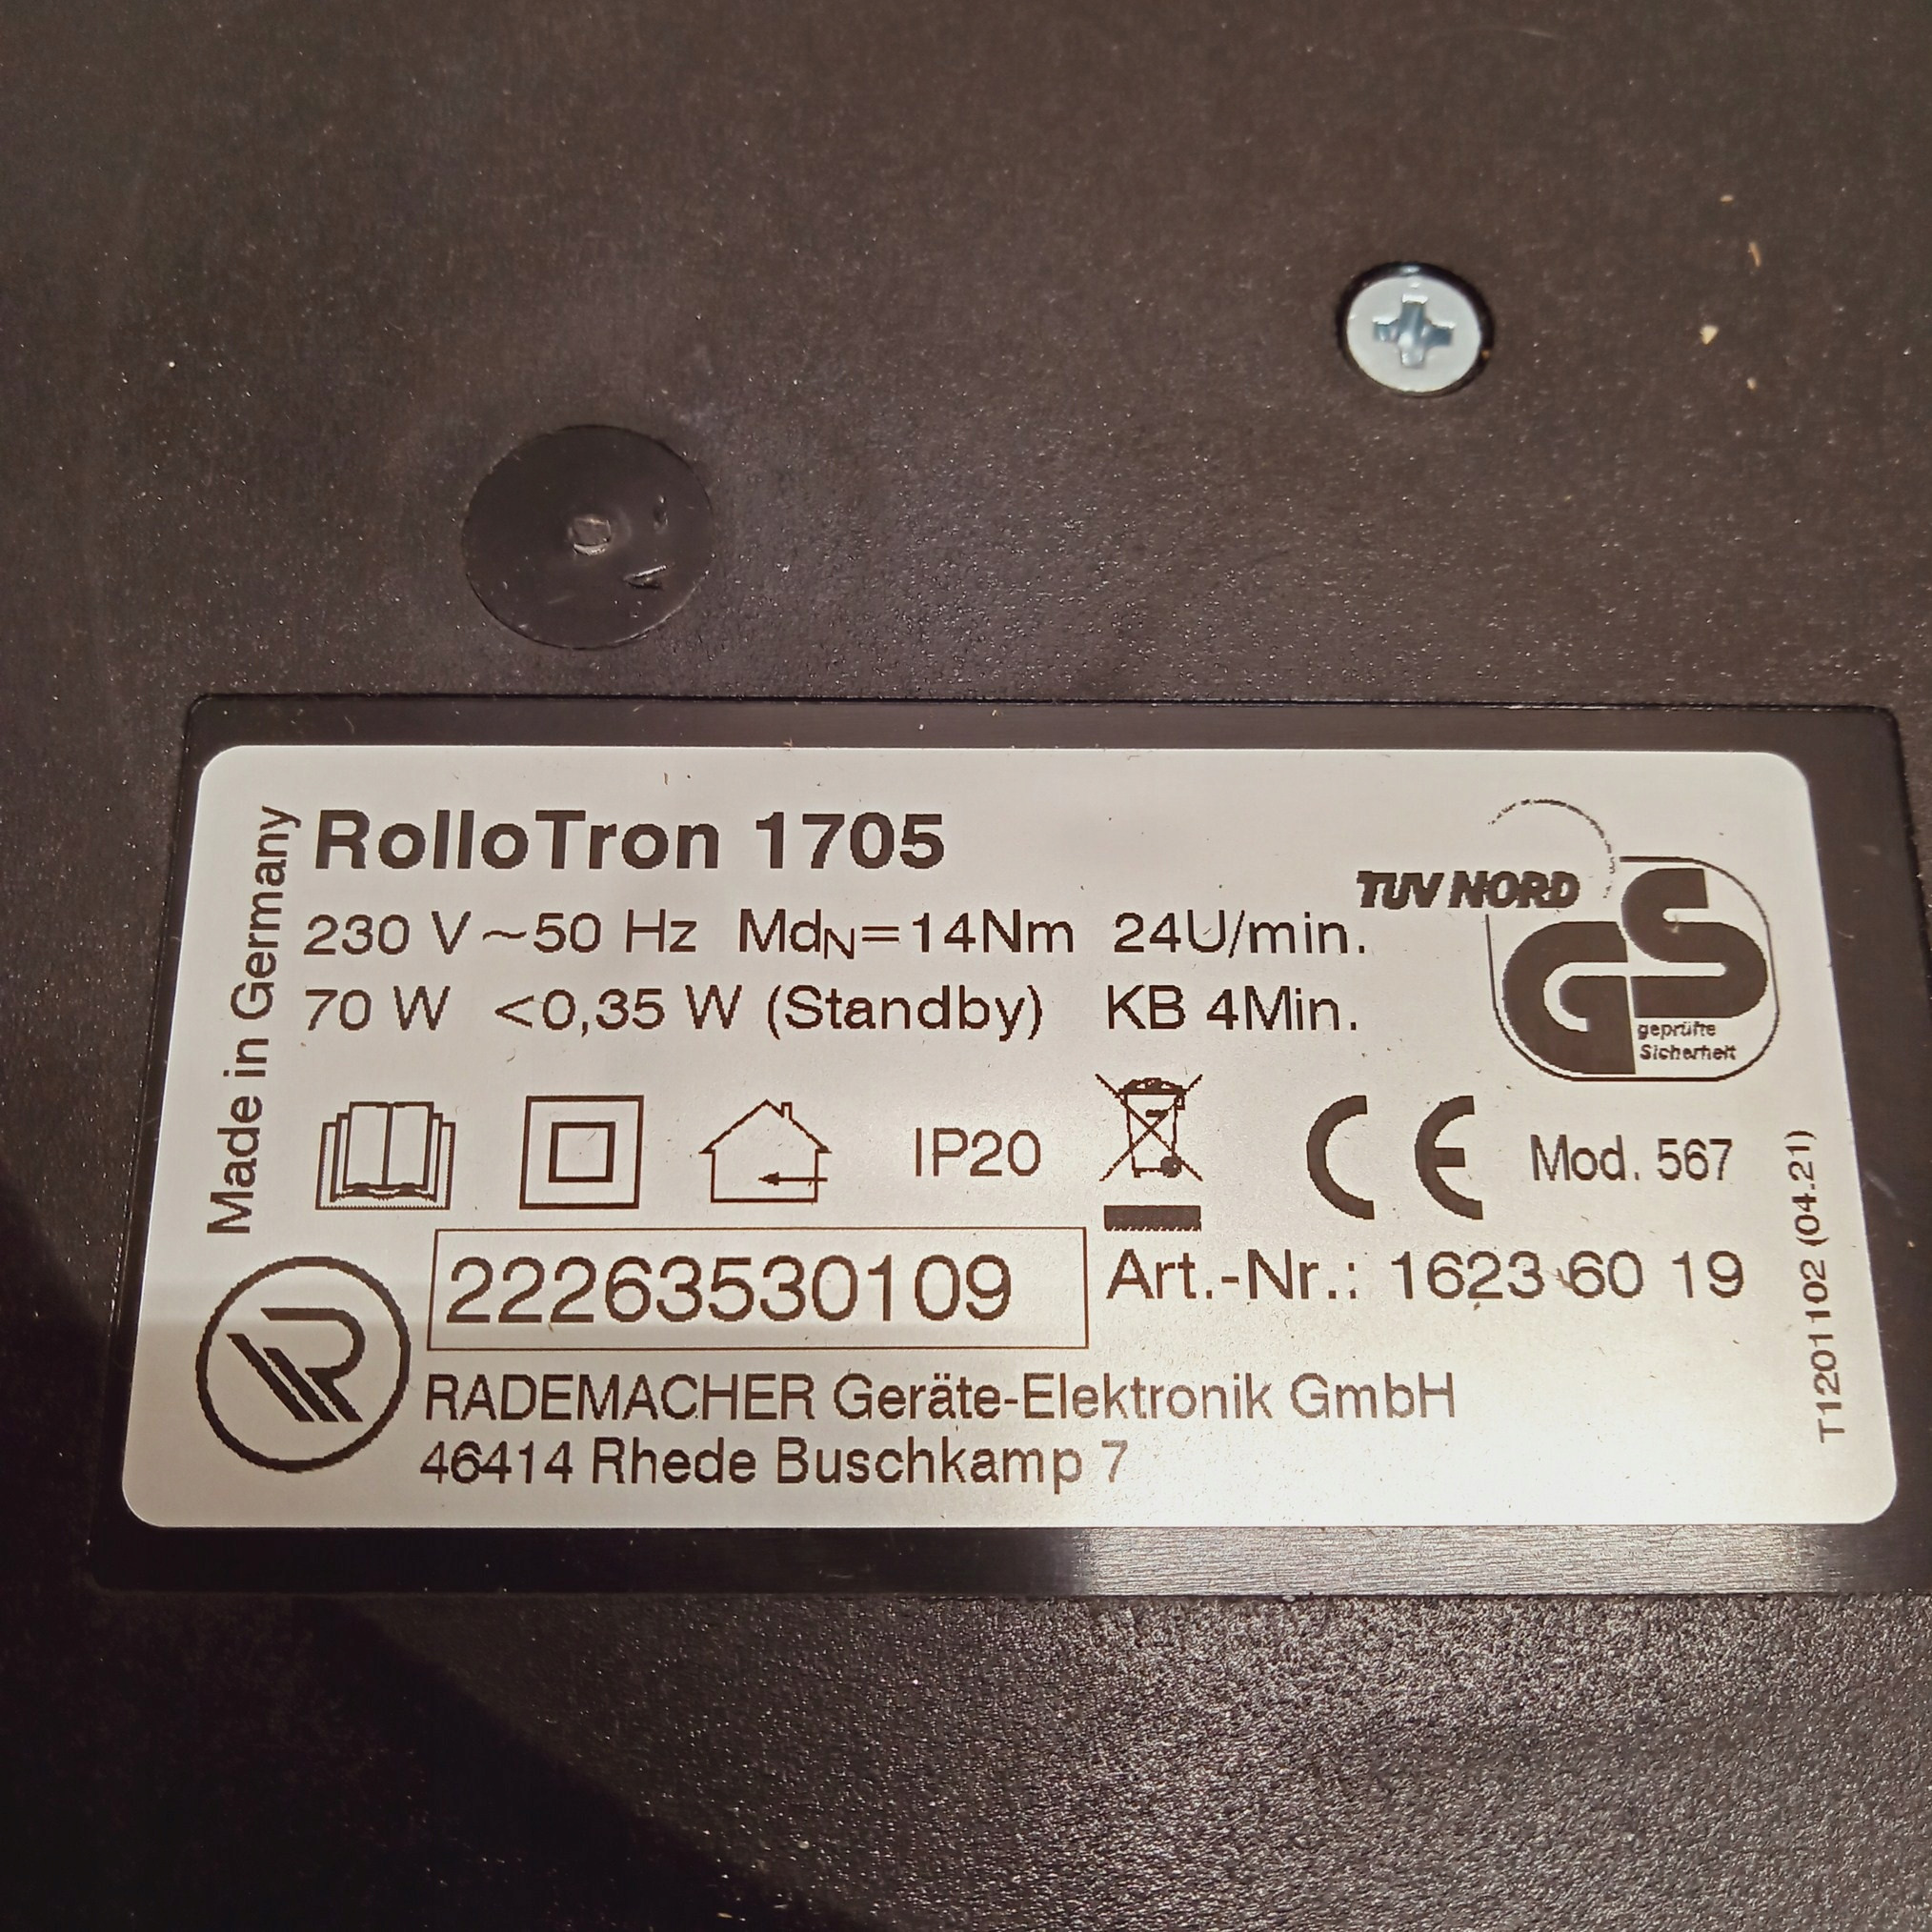 Made in Germany
RolloTron 1705
230 V ~50 Hz MdN=14Nm 24U/min.
70 W <0,35 W (Standby) KB 4Min.
TÜV NORD
GS
geprüfte
Sicherheit
IP20
CE Mod. 567
22263530109
Art.-Nr.: 1623 60 19
T1201102 (04.21)
R
RADEMACHER Geräte-Elektronik GmbH
46414 Rhede Buschkamp 7